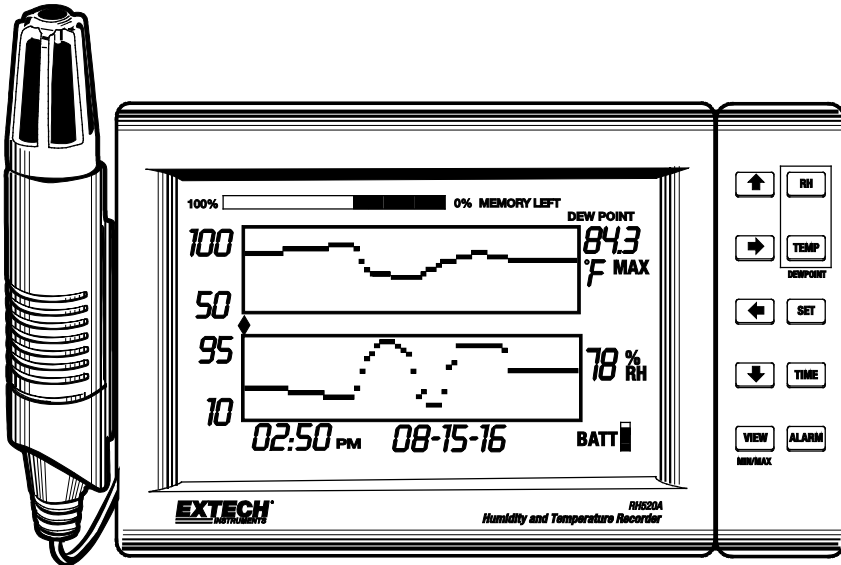 100% 0% MEMORY LEFT
DEW POINT
100 84.3
°F MAX
50
95 78 % RH
10
02:50 PM 08-15-16 BATT
EXTECH
INSTRUMENTS
RH520A
Humidity and Temperature Recorder
RH
TEMP
DEWPOINT
SET
TIME
VIEW ALARM
MIN/MAX